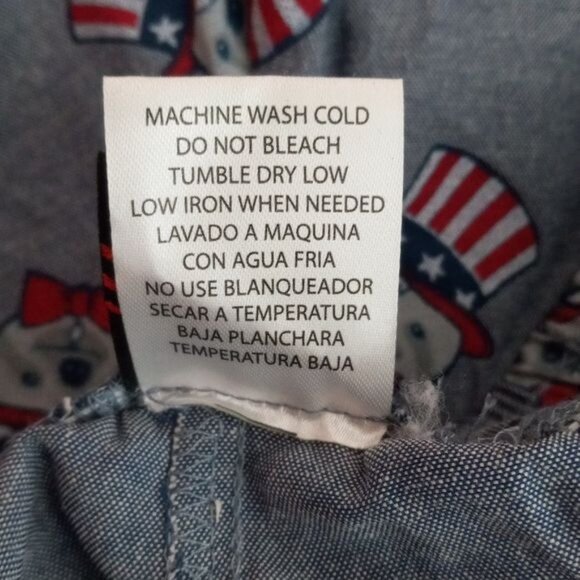 MACHINE WASH COLD
DO NOT BLEACH
TUMBLE DRY LOW
LOW IRON WHEN NEEDED
LAVADO A MAQUINA
CON AGUA FRIA
NO USE BLANQUEADOR
SECAR A TEMPERATURA
BAJA PLANCHARA
TEMPERATURA BAJA